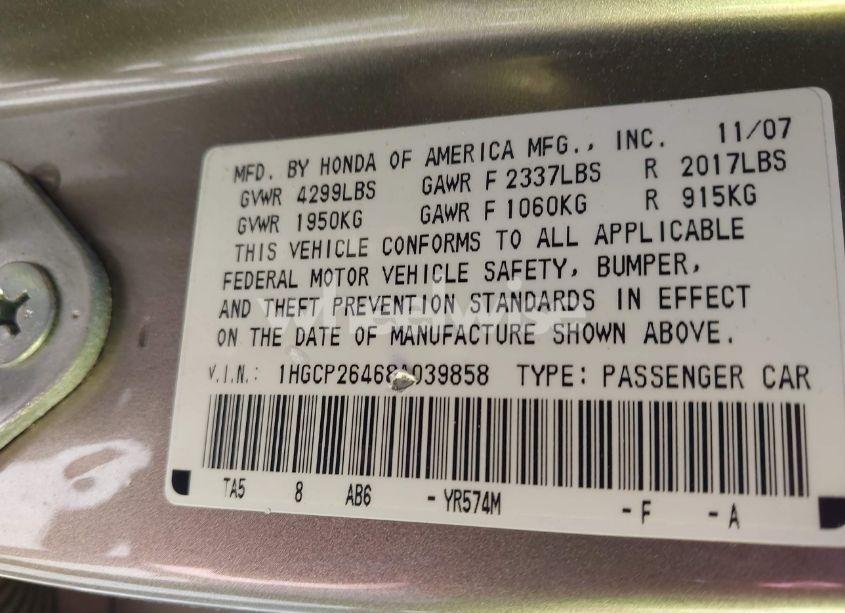 MFD. BY HONDA OF AMERICA MFG., INC. 11/07
GVWR 4299LBS GAWR F 2337LBS R 2017LBS
GVWR 1950KG GAWR F 1060KG R 915KG
THIS VEHICLE CONFORMS TO ALL APPLICABLE
FEDERAL MOTOR VEHICLE SAFETY, BUMPER,
AND THEFT PREVENTION STANDARDS IN EFFECT
ON THE DATE OF MANUFACTURE SHOWN ABOVE.
V.I.N.: 1HGCP26468A039858 TYPE: PASSENGER CAR
TA5 8 AB6 - YR574M - F - A